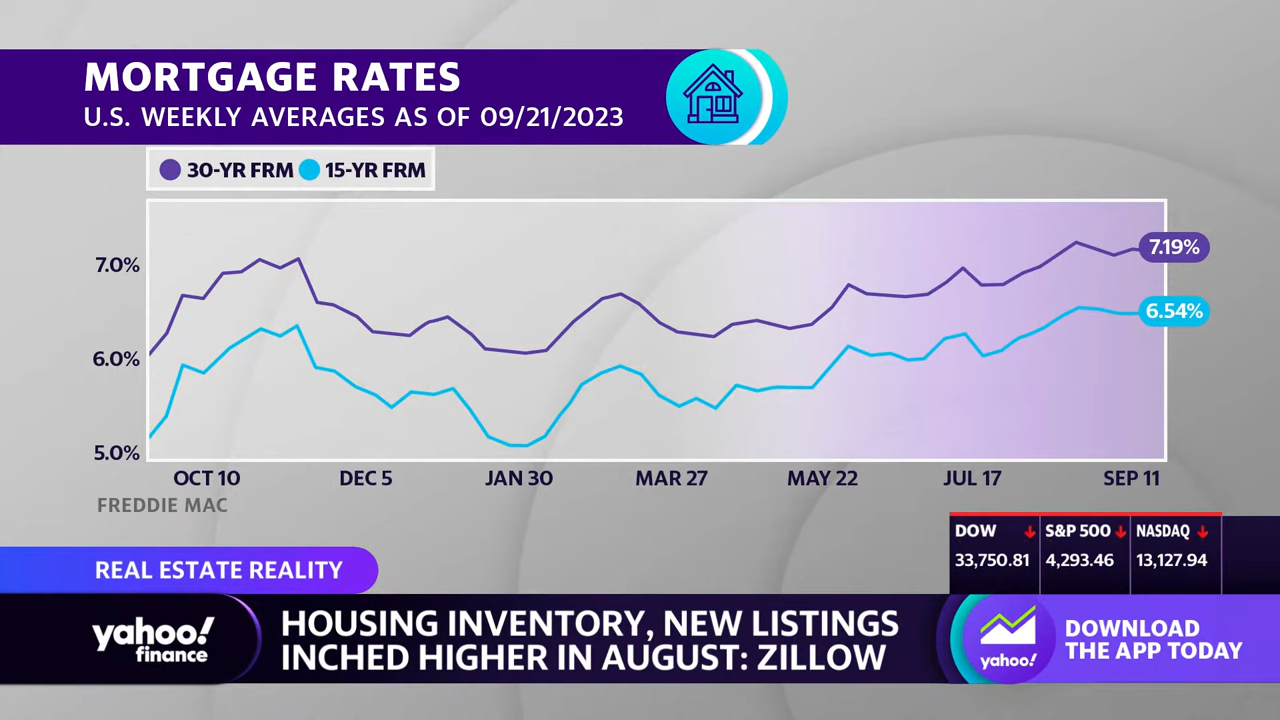 MORTGAGE RATES
U.S. WEEKLY AVERAGES AS OF 09/21/2023
30-YR FRM 15-YR FRM
7.0%
6.0%
5.0%
7.19%
6.54%
OCT 10 DEC 5 JAN 30 MAR 27 MAY 22 JUL 17 SEP 11
FREDDIE MAC
DOW S&P 500 NASDAQ
33,750.81 4,293.46 13,127.94
REAL ESTATE REALITY
yahoo!
finance
HOUSING INVENTORY, NEW LISTINGS
INCHED HIGHER IN AUGUST: ZILLOW
yahoo!
DOWNLOAD
THE APP TODAY